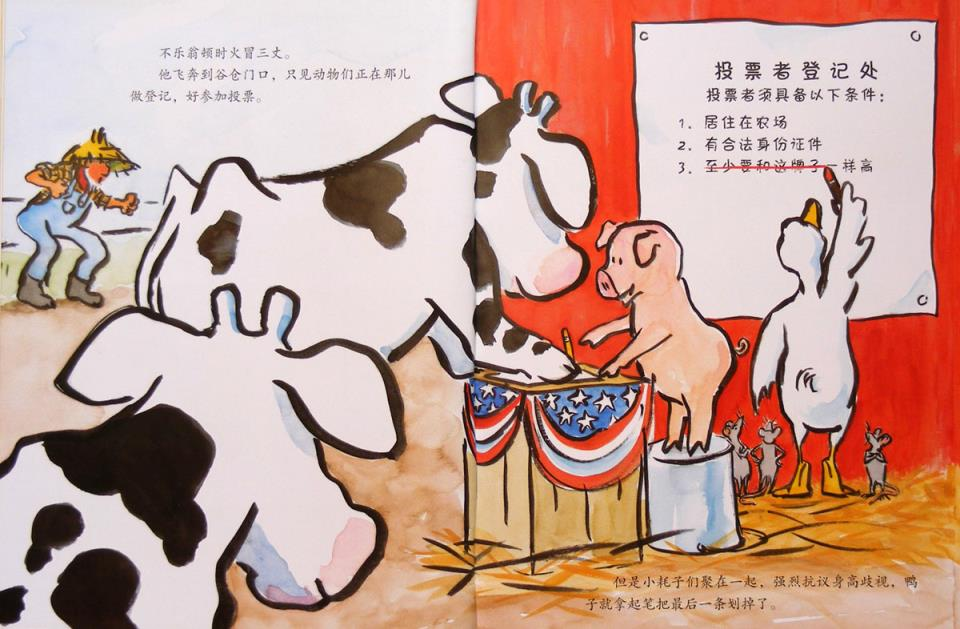 不乐翁顿时火冒三丈。
他飞奔到谷仓门口，只见动物们正在那儿
做登记，好参加投票。
投票者登记处
投票者须具备以下条件：
1. 居住在农场
2. 有合法身份证件
3. 至少要和这牌子一样高
但是小耗子们聚在一起，强烈抗议身高歧视，鸭
子就拿起笔把最后一条划掉了。